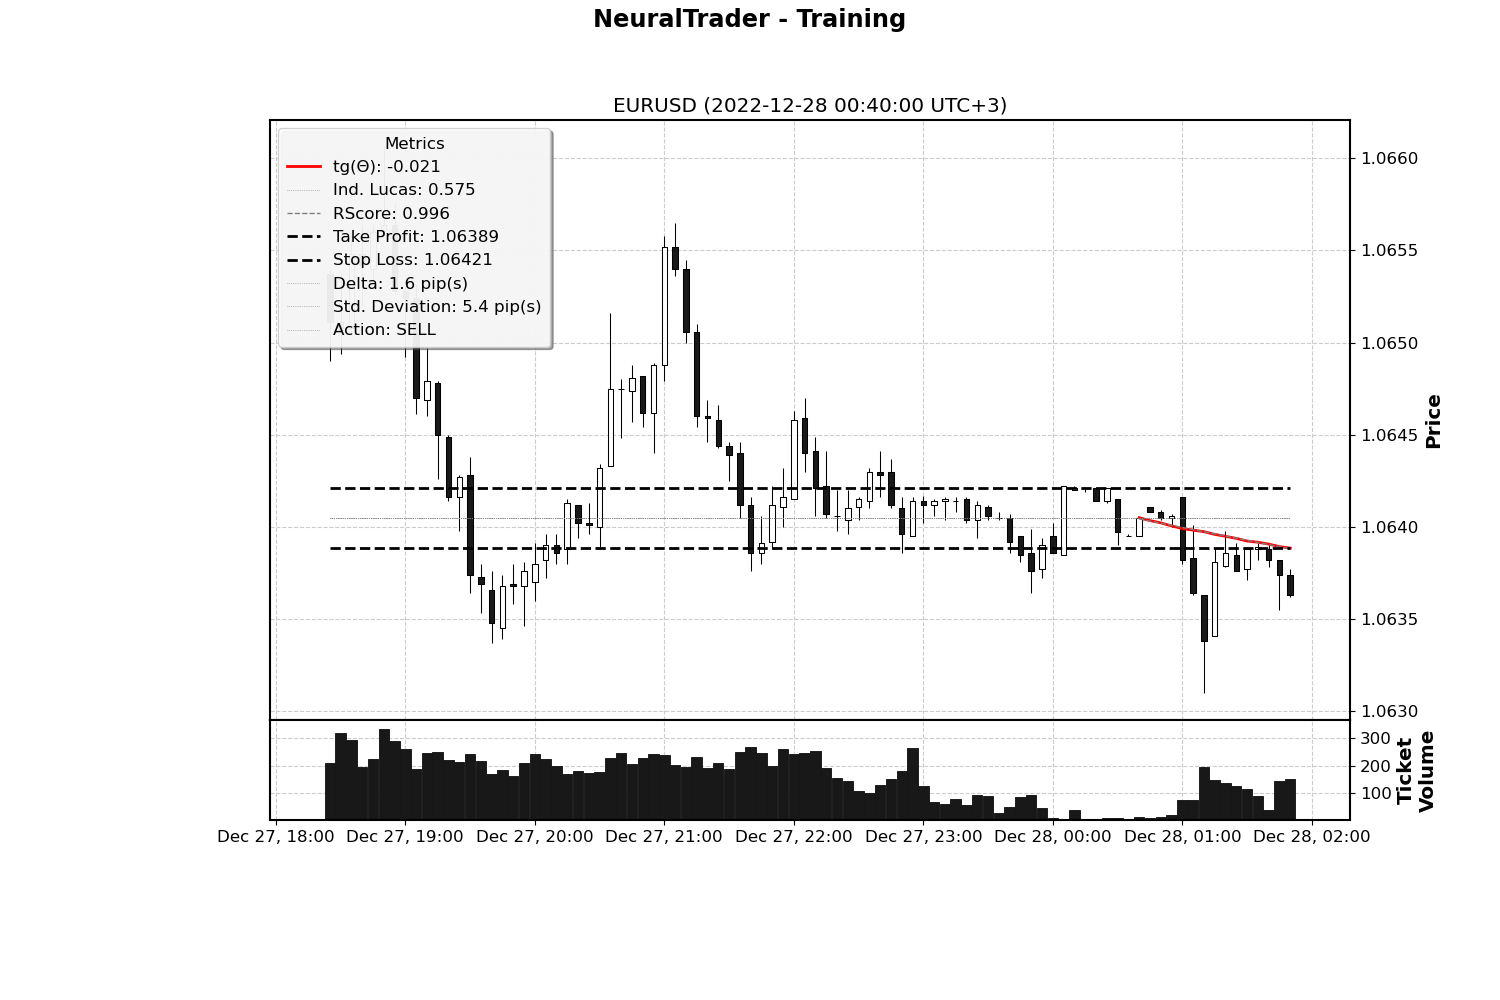 NeuralTrader - Training
EURUSD (2022-12-28 00:40:00 UTC+3)
Metrics
tg(Θ): -0.021
Ind. Lucas: 0.575
RScore: 0.996
Take Profit: 1.06389
Stop Loss: 1.06421
Delta: 1.6 pip(s)
Std. Deviation: 5.4 pip(s)
Action: SELL
1.0660
1.0655
1.0650
1.0645
1.0640
1.0635
1.0630
Price
300
200
100
Ticket
Volume
Dec 27, 18:00 Dec 27, 19:00 Dec 27, 20:00 Dec 27, 21:00 Dec 27, 22:00 Dec 27, 23:00 Dec 28, 00:00 Dec 28, 01:00 Dec 28, 02:00